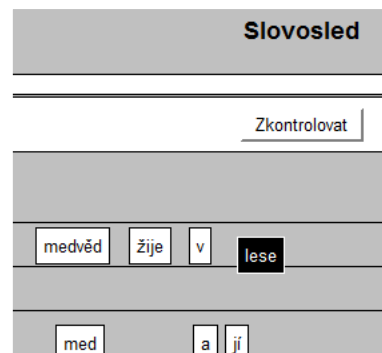 Slovosled
Zkontrolovat
medvěd žije v lese
med a jí